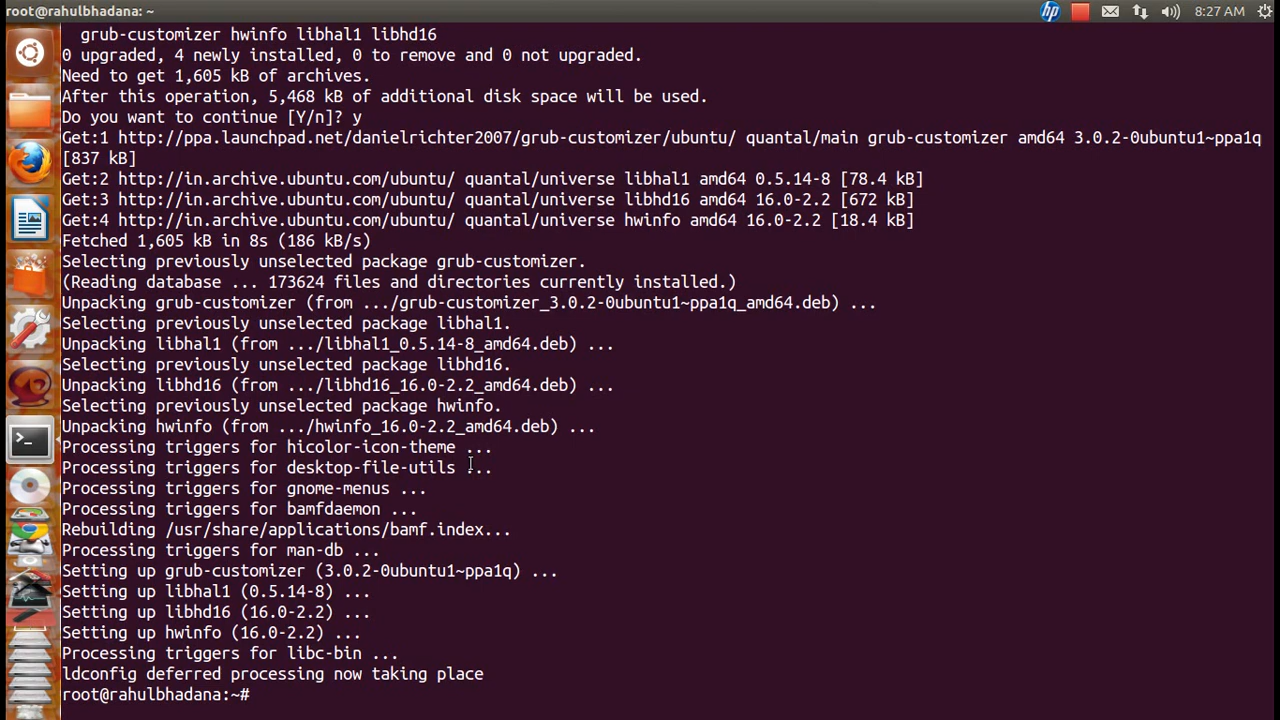 root@rahulbhadana: ~
hp
8:27 AM
grub-customizer hwinfo libhal1 libhd16
0 upgraded, 4 newly installed, 0 to remove and 0 not upgraded.
Need to get 1,605 kB of archives.
After this operation, 5,468 kB of additional disk space will be used.
Do you want to continue [Y/n]? y
Get:1 http://ppa.launchpad.net/danielrichter2007/grub-customizer/ubuntu/ quantal/main grub-customizer amd64 3.0.2-0ubuntu1~ppa1q
[837 kB]
Get:2 http://in.archive.ubuntu.com/ubuntu/ quantal/universe libhal1 amd64 0.5.14-8 [78.4 kB]
Get:3 http://in.archive.ubuntu.com/ubuntu/ quantal/universe libhd16 amd64 16.0-2.2 [672 kB]
Get:4 http://in.archive.ubuntu.com/ubuntu/ quantal/universe hwinfo amd64 16.0-2.2 [18.4 kB]
Fetched 1,605 kB in 8s (186 kB/s)
Selecting previously unselected package grub-customizer.
(Reading database ... 173624 files and directories currently installed.)
Unpacking grub-customizer (from .../grub-customizer_3.0.2-0ubuntu1~ppa1q_amd64.deb) ...
Selecting previously unselected package libhal1.
Unpacking libhal1 (from .../libhal1_0.5.14-8_amd64.deb) ...
Selecting previously unselected package libhd16.
Unpacking libhd16 (from .../libhd16_16.0-2.2_amd64.deb) ...
Selecting previously unselected package hwinfo.
Unpacking hwinfo (from .../hwinfo_16.0-2.2_amd64.deb) ...
Processing triggers for hicolor-icon-theme ...
Processing triggers for desktop-file-utils ...
Processing triggers for gnome-menus ...
Processing triggers for bamfdaemon ...
Rebuilding /usr/share/applications/bamf.index...
Processing triggers for man-db ...
Setting up grub-customizer (3.0.2-0ubuntu1~ppa1q) ...
Setting up libhal1 (0.5.14-8) ...
Setting up libhd16 (16.0-2.2) ...
Setting up hwinfo (16.0-2.2) ...
Processing triggers for libc-bin ...
ldconfig deferred processing now taking place
root@rahulbhadana:~#